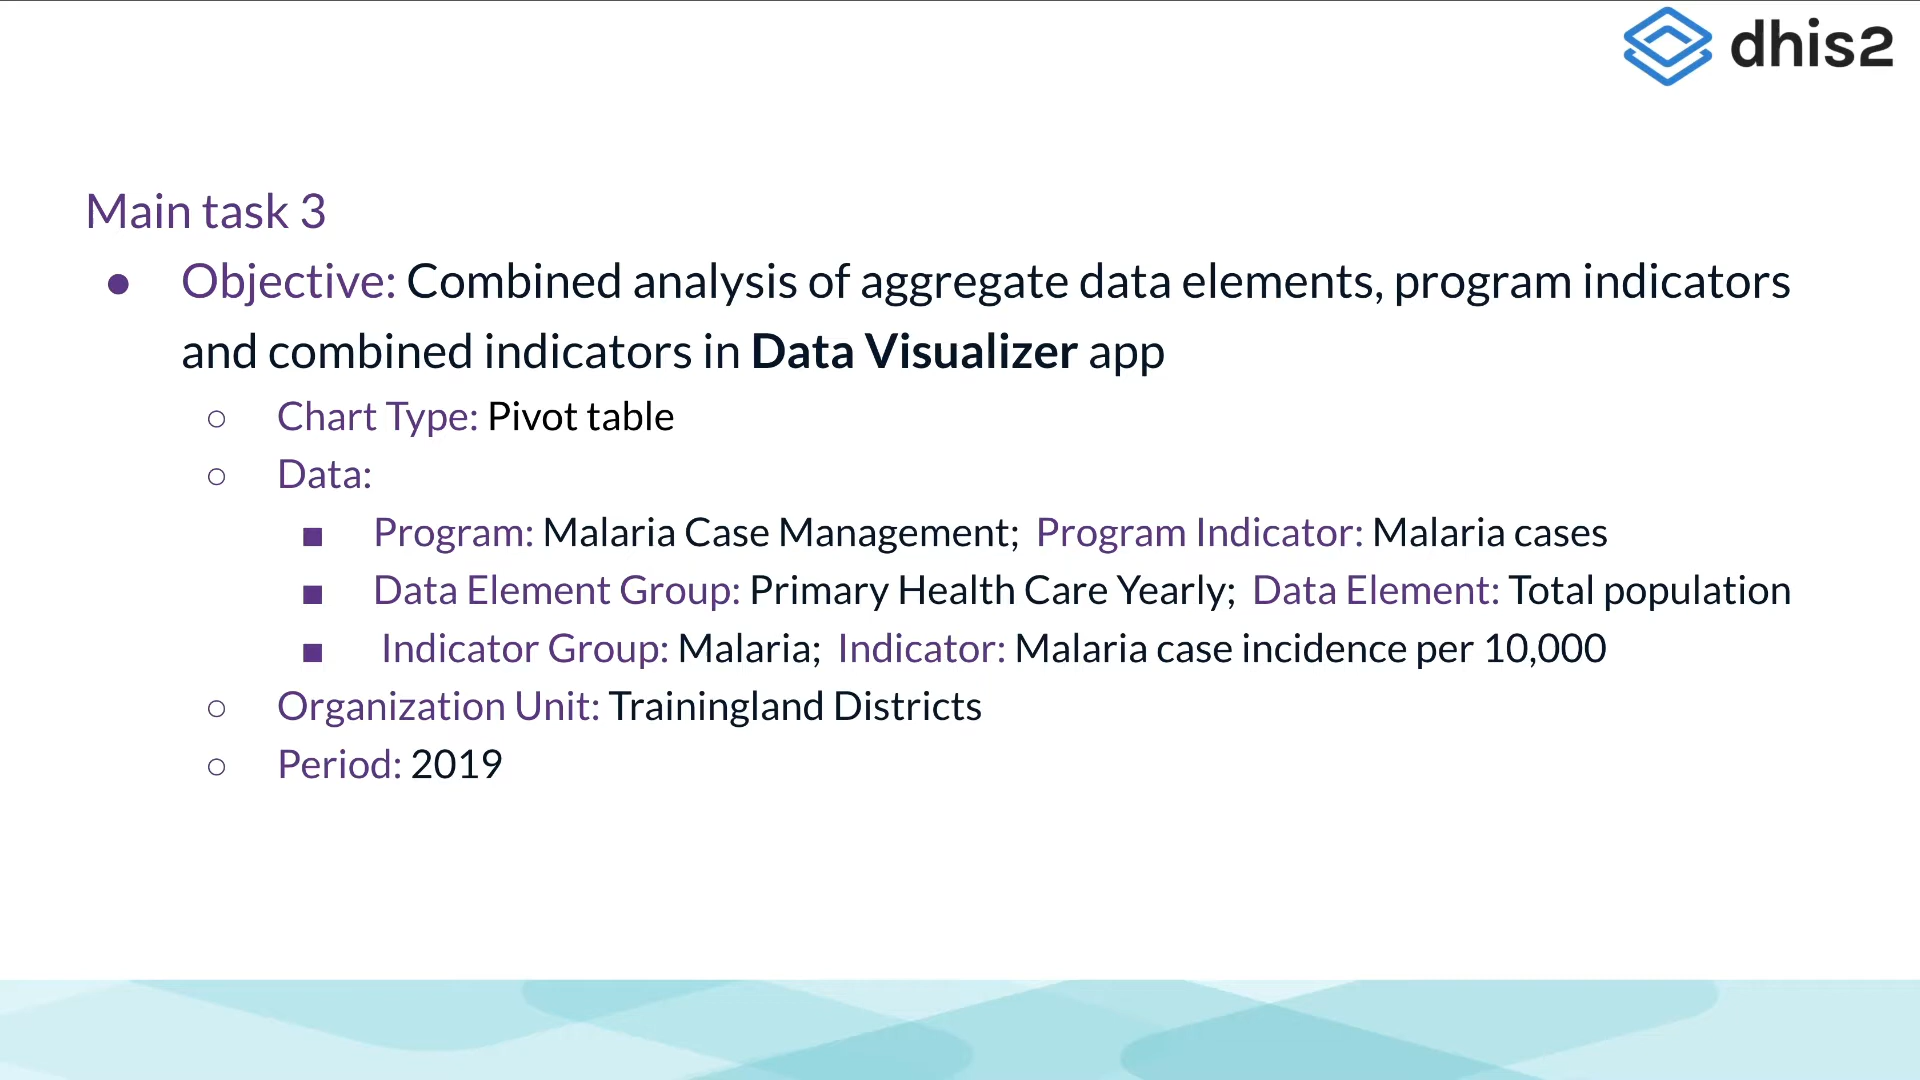 dhis2
Main task 3
● Objective: Combined analysis of aggregate data elements, program indicators
and combined indicators in Data Visualizer app
○ Chart Type: Pivot table
○ Data:
■ Program: Malaria Case Management; Program Indicator: Malaria cases
■ Data Element Group: Primary Health Care Yearly; Data Element: Total population
■ Indicator Group: Malaria; Indicator: Malaria case incidence per 10,000
○ Organization Unit: Trainingland Districts
○ Period: 2019